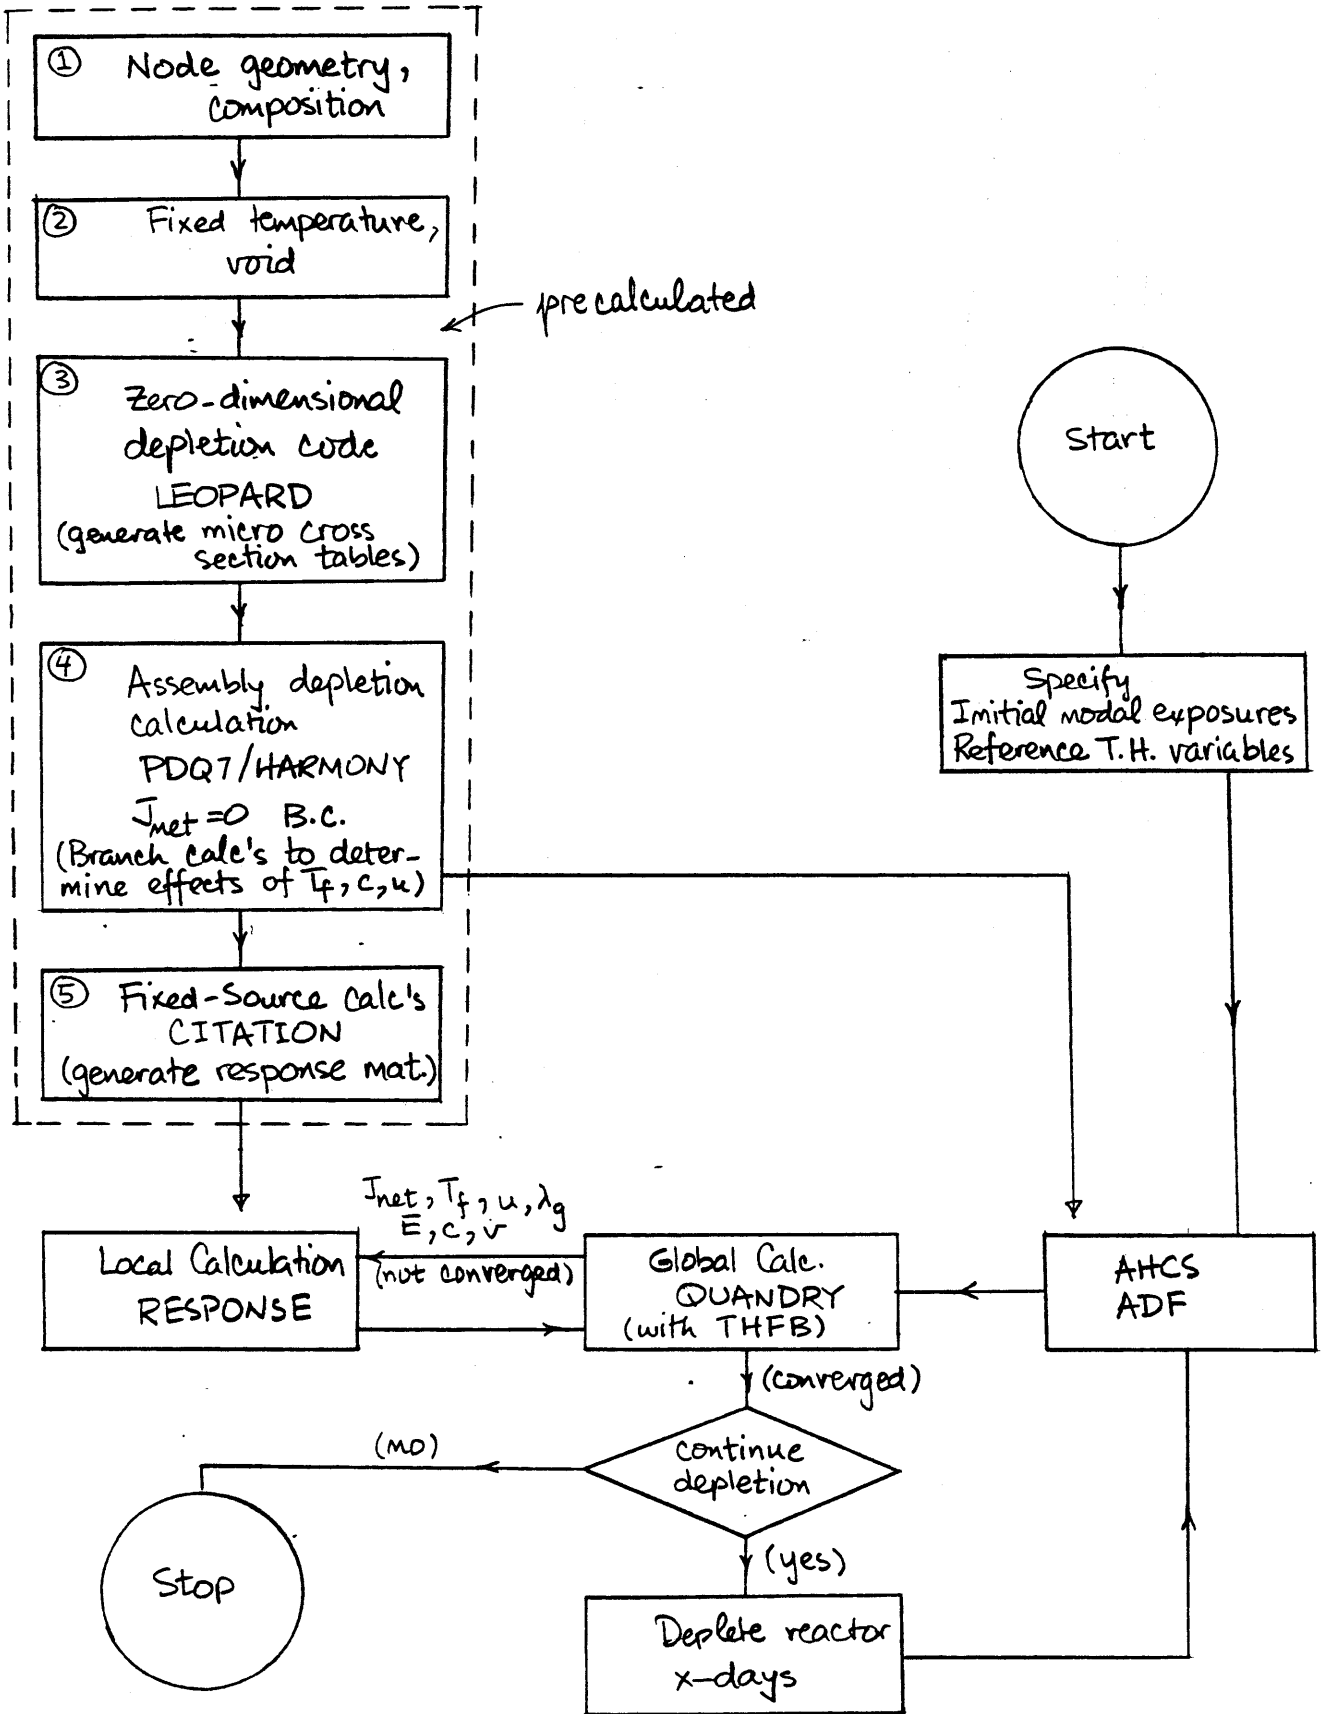 ① Node geometry,
composition
② Fixed temperature,
void
precalculated
③
Zero-dimensional
depletion code
LEOPARD
(generate micro cross
section tables)
④
Assembly depletion
calculation
PDQ7/HARMONY
J̄net=0 B.C.
(Branch calc's to deter-
mine effects of Tf, c, u)
⑤ Fixed-Source Calc's
CITATION
(generate response mat.)
Start
Specify
Initial nodal exposures
Reference T.H. variables
J̄net, Tf, u, λg
E, c, v
(not converged)
Local Calculation
RESPONSE
Global Calc.
QUANDRY
(with THFB)
AHCS
ADF
(converged)
(no)
continue
depletion
(yes)
Stop
Deplete reactor
x-days